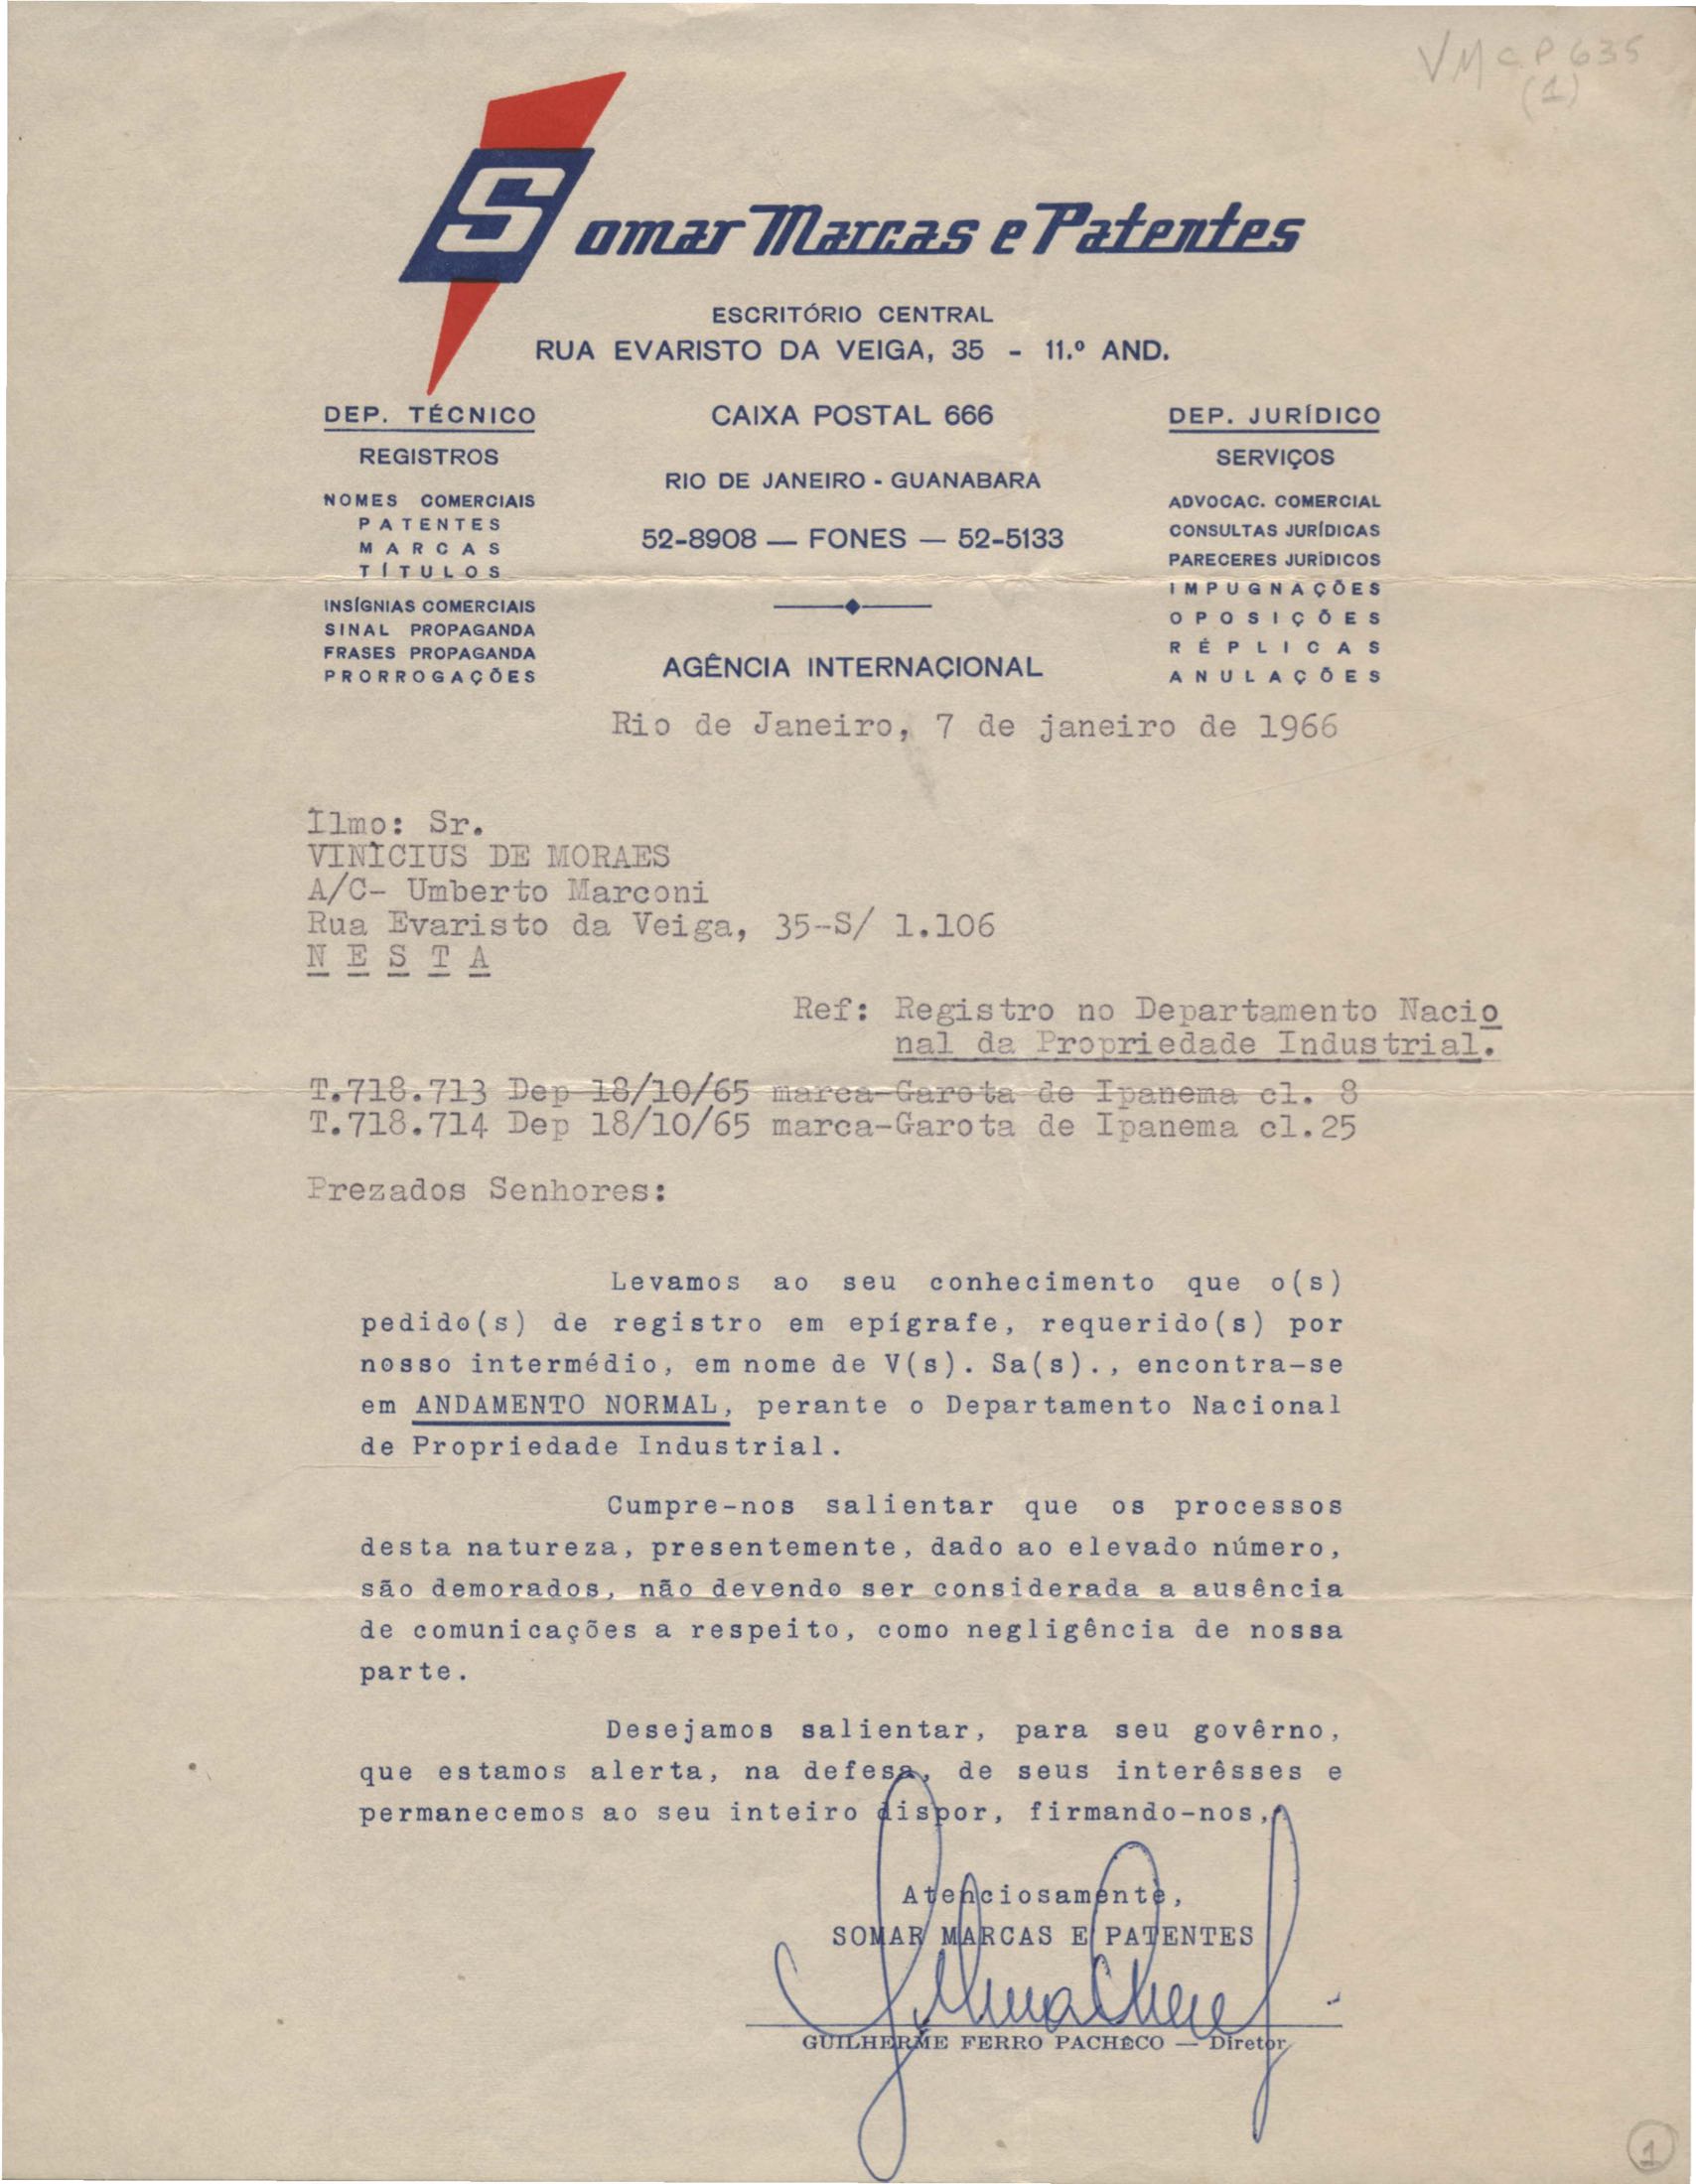 VMCP635
(1)
Somar Marcas e Patentes
ESCRITÓRIO CENTRAL
RUA EVARISTO DA VEIGA, 35 - 11.º AND.
DEP. TÉCNICO
REGISTROS
NOMES COMERCIAIS
PATENTES
MARCAS
TÍTULOS
INSÍGNIAS COMERCIAIS
SINAL PROPAGANDA
FRASES PROPAGANDA
PRORROGAÇÕES
CAIXA POSTAL 666
RIO DE JANEIRO - GUANABARA
52-8908 — FONES — 52-5133
AGÊNCIA INTERNACIONAL
DEP. JURÍDICO
SERVIÇOS
ADVOCAC. COMERCIAL
CONSULTAS JURÍDICAS
PARECERES JURÍDICOS
IMPUGNAÇÕES
OPOSIÇÕES
RÉPLICAS
ANULAÇÕES
Rio de Janeiro, 7 de janeiro de 1966
Ilmo: Sr.
VINÍCIUS DE MORAES
A/C- Umberto Marconi
Rua Evaristo da Veiga, 35-S/ 1.106
N E S T A
Ref: Registro no Departamento Nacio
nal da Propriedade Industrial.
T.718.713 Dep 18/10/65 marca-Garota de Ipanema cl. 8
T.718.714 Dep 18/10/65 marca-Garota de Ipanema cl.25
Prezados Senhores:
Levamos ao seu conhecimento que o(s)
pedido(s) de registro em epígrafe, requerido(s) por
nosso intermédio, em nome de V(s). Sa(s)., encontra-se
em ANDAMENTO NORMAL, perante o Departamento Nacional
de Propriedade Industrial.
Cumpre-nos salientar que os processos
desta natureza, presentemente, dado ao elevado número,
são demorados, não devendo ser considerada a ausência
de comunicações a respeito, como negligência de nossa
parte.
Desejamos salientar, para seu govêrno,
que estamos alerta, na defesa, de seus interêsses e
permanecemos ao seu inteiro dispor, firmando-nos,
Atenciosamente,
SOMAR MARCAS E PATENTES
GUILHERME FERRO PACHÊCO — Diretor
1